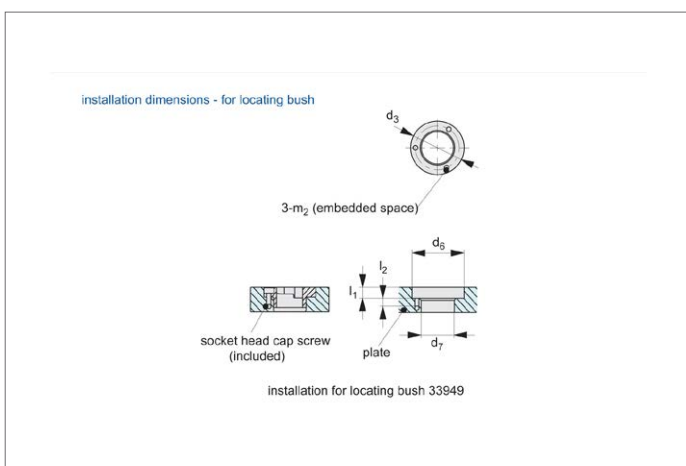 installation dimensions - for locating bush
d3
3-m2 (embedded space)
d6
l2
l1
socket head cap screw
(included)
plate
d7
installation for locating bush 33949